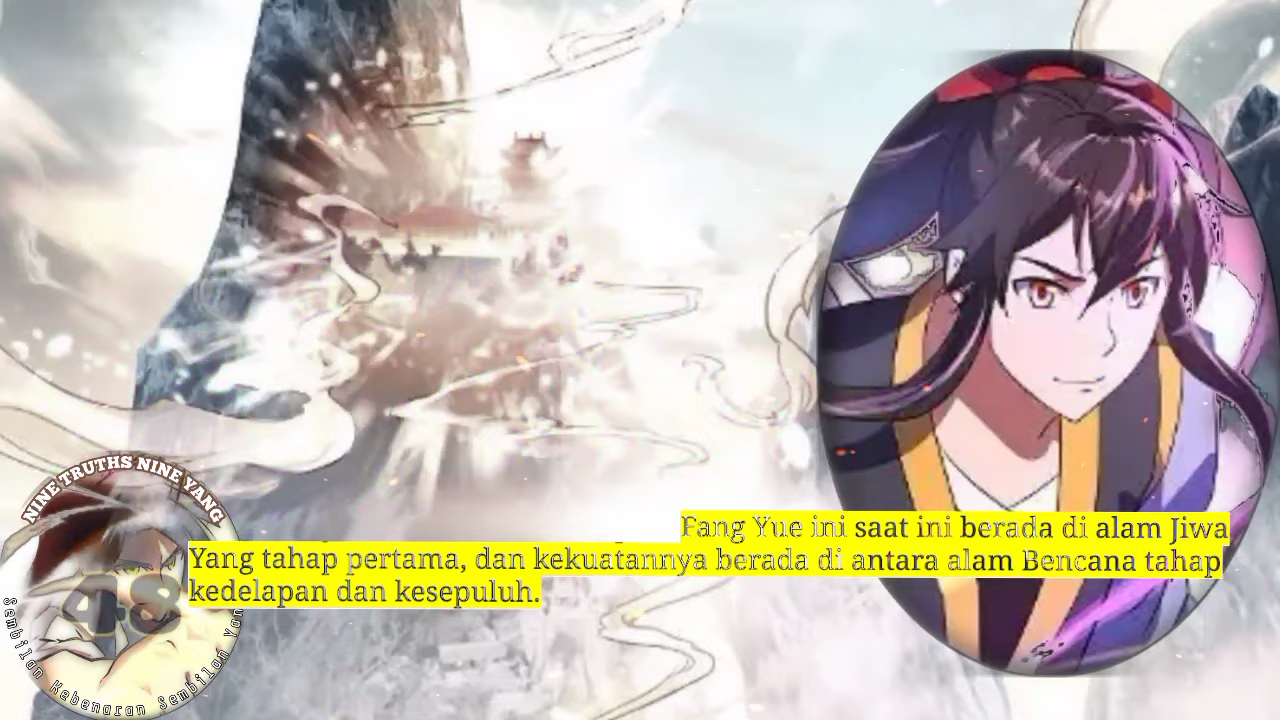 Fang Yue ini saat ini berada di alam Jiwa
Yang tahap pertama, dan kekuatannya berada di antara alam Bencana tahap
kedelapan dan kesepuluh.
NINE TRUTHS NINE YANG
48
Sembilan Kebenaran Sembilan Yang